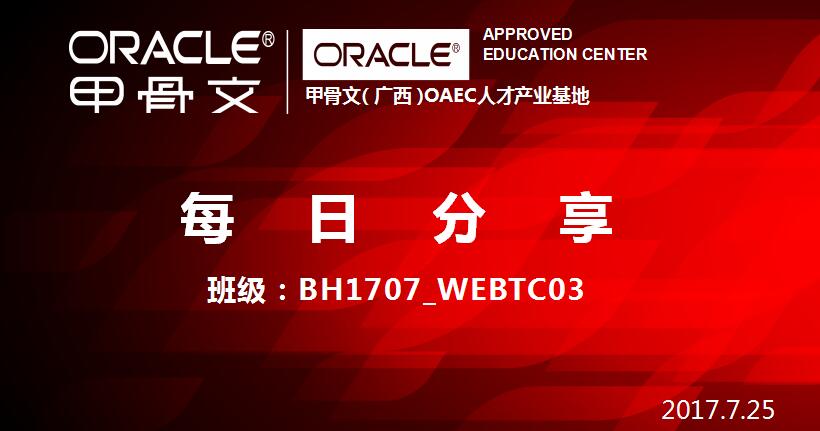 ORACLE®
甲骨文
ORACLE®
APPROVED
EDUCATION CENTER
甲骨文(广西)OAEC人才产业基地
每日分享
班级：BH1707_WEBTC03
2017.7.25